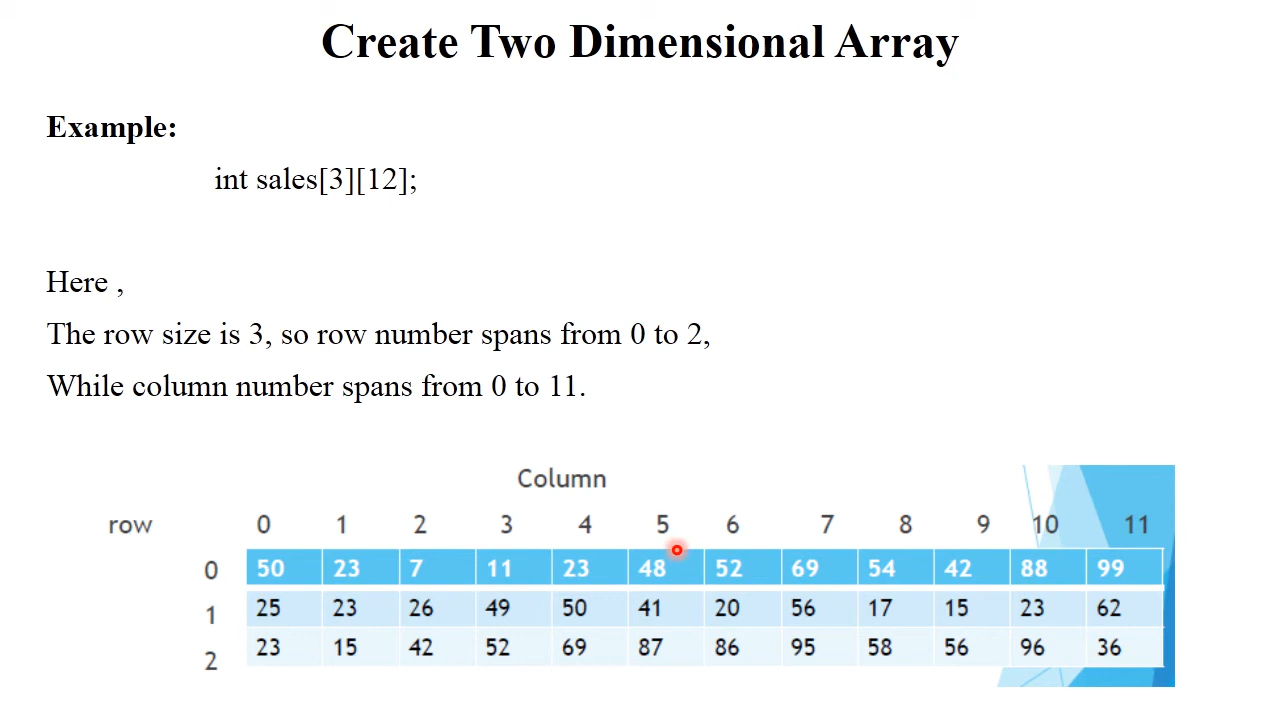 Create Two Dimensional Array
Example:
int sales[3][12];
Here ,
The row size is 3, so row number spans from 0 to 2,
While column number spans from 0 to 11.
Column
row 0 1 2 3 4 5 6 7 8 9 10 11
0 50 23 7 11 23 48 52 69 54 42 88 99
1 25 23 26 49 50 41 20 56 17 15 23 62
2 23 15 42 52 69 87 86 95 58 56 96 36